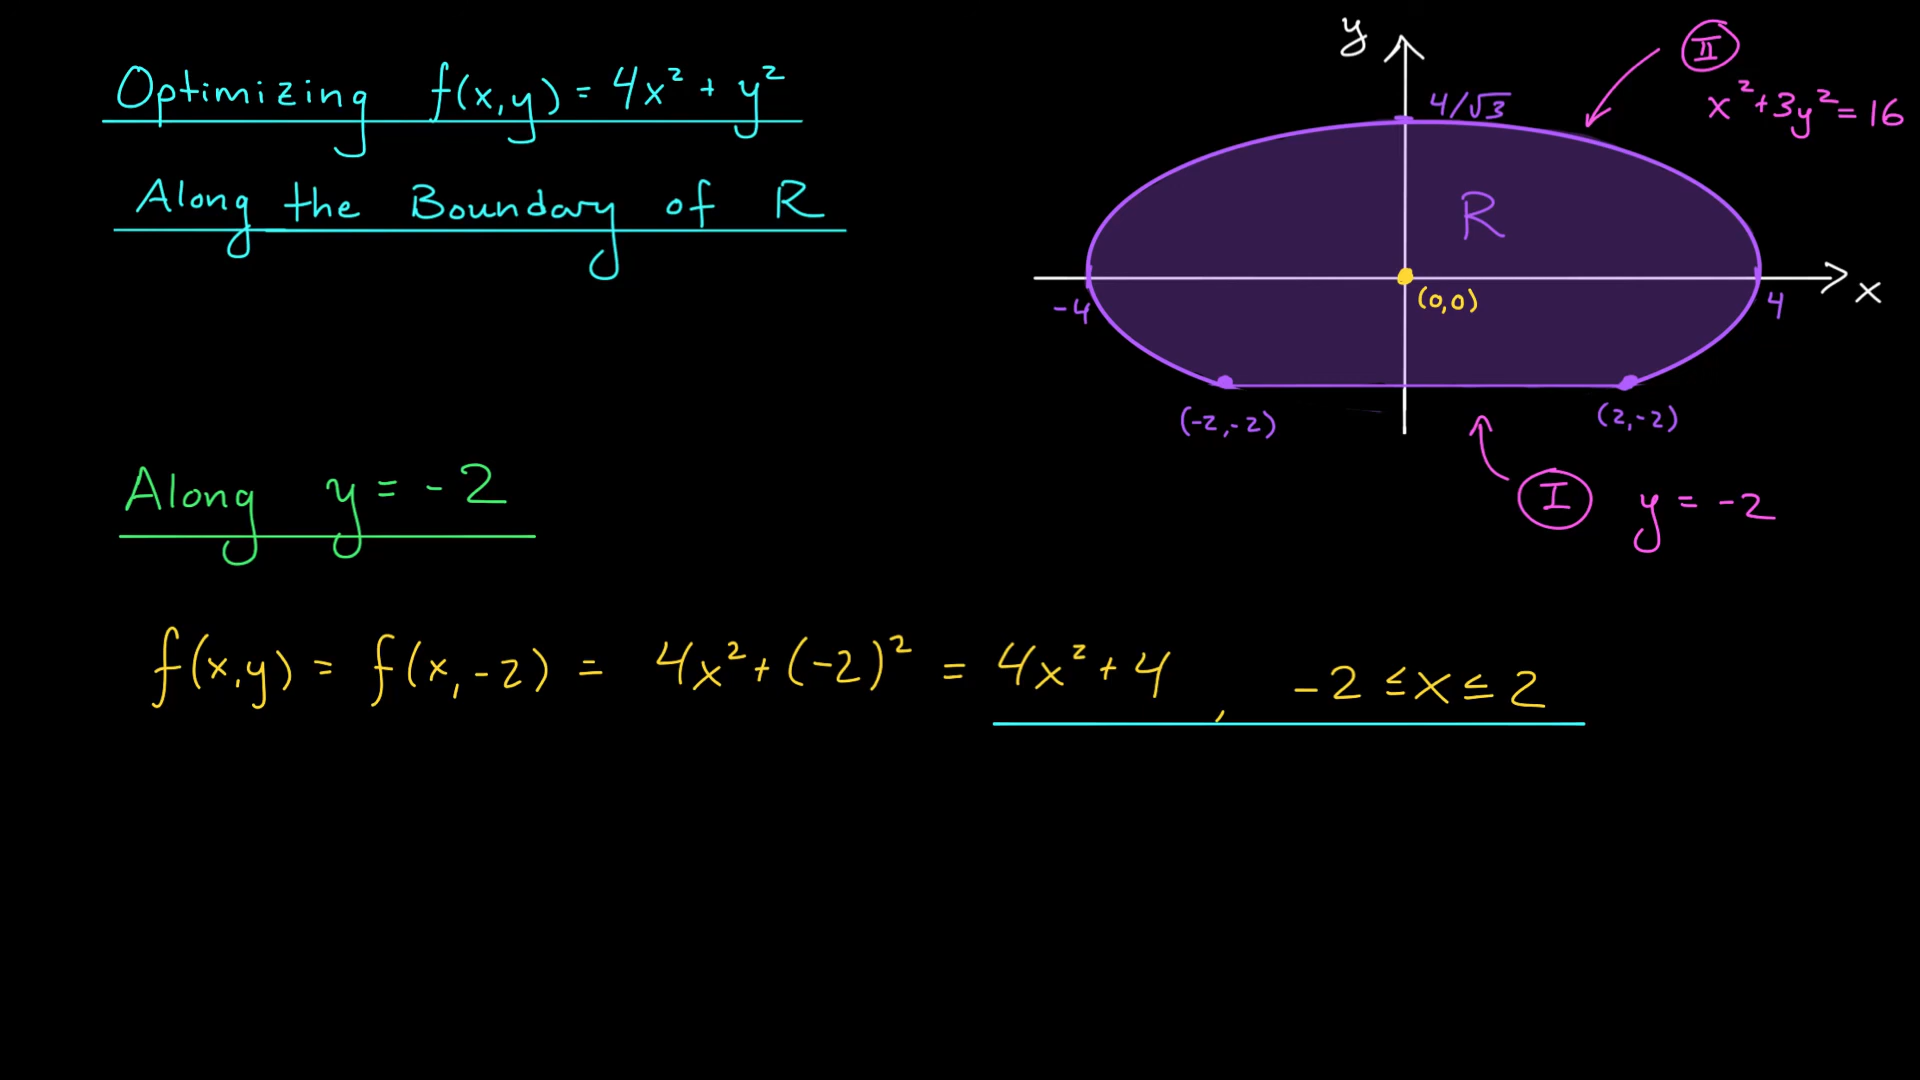 Optimizing f(x,y) = 4x² + y²
Along the Boundary of R
y
II
x² + 3y² = 16
4/√3
R
x
-4
(0,0)
4
(-2,-2)
(2,-2)
I y = -2
Along y = -2
f(x,y) = f(x,-2) = 4x² + (-2)² = 4x² + 4 , -2 ≤ x ≤ 2